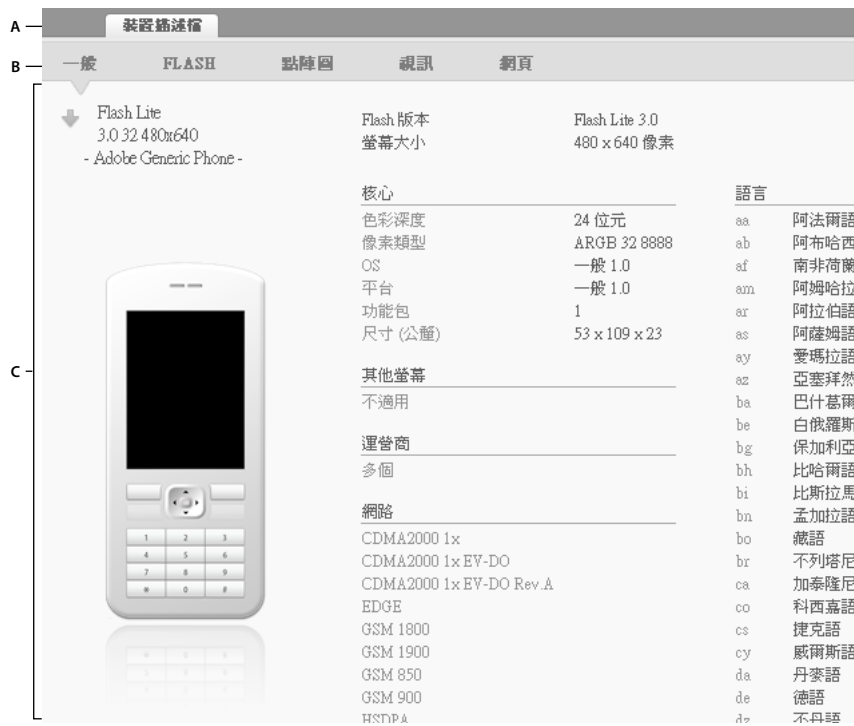 A
裝置描述檔
B
一般 FLASH 點陣圖 視訊 網頁
Flash Lite
3.0 32 480x640
- Adobe Generic Phone -
Flash 版本 Flash Lite 3.0
螢幕大小 480 x 640 像素
核心
色彩深度 24 位元
像素類型 ARGB 32 8888
OS 一般 1.0
平台 一般 1.0
功能包 1
尺寸 (公釐) 53 x 109 x 23
其他螢幕
不適用
運營商
多個
網路
CDMA2000 1x
CDMA2000 1x EV-DO
CDMA2000 1x EV-DO Rev.A
EDGE
GSM 1800
GSM 1900
GSM 850
GSM 900
HSDPA
語言
aa 阿法爾語
ab 阿布哈西
af 南非荷蘭
am 阿姆哈拉
ar 阿拉伯語
as 阿薩姆語
ay 愛瑪拉語
az 亞塞拜然
ba 巴什葛爾
be 白俄羅斯
bg 保加利亞
bh 比哈爾語
bi 比斯拉馬
bn 孟加拉語
bo 藏語
br 不列塔尼
ca 加泰隆尼
co 科西嘉語
cs 捷克語
cy 威爾斯語
da 丹麥語
de 德語
dz 不丹語
C
1 2 3
4 5 6
7 8 9
* 0 #